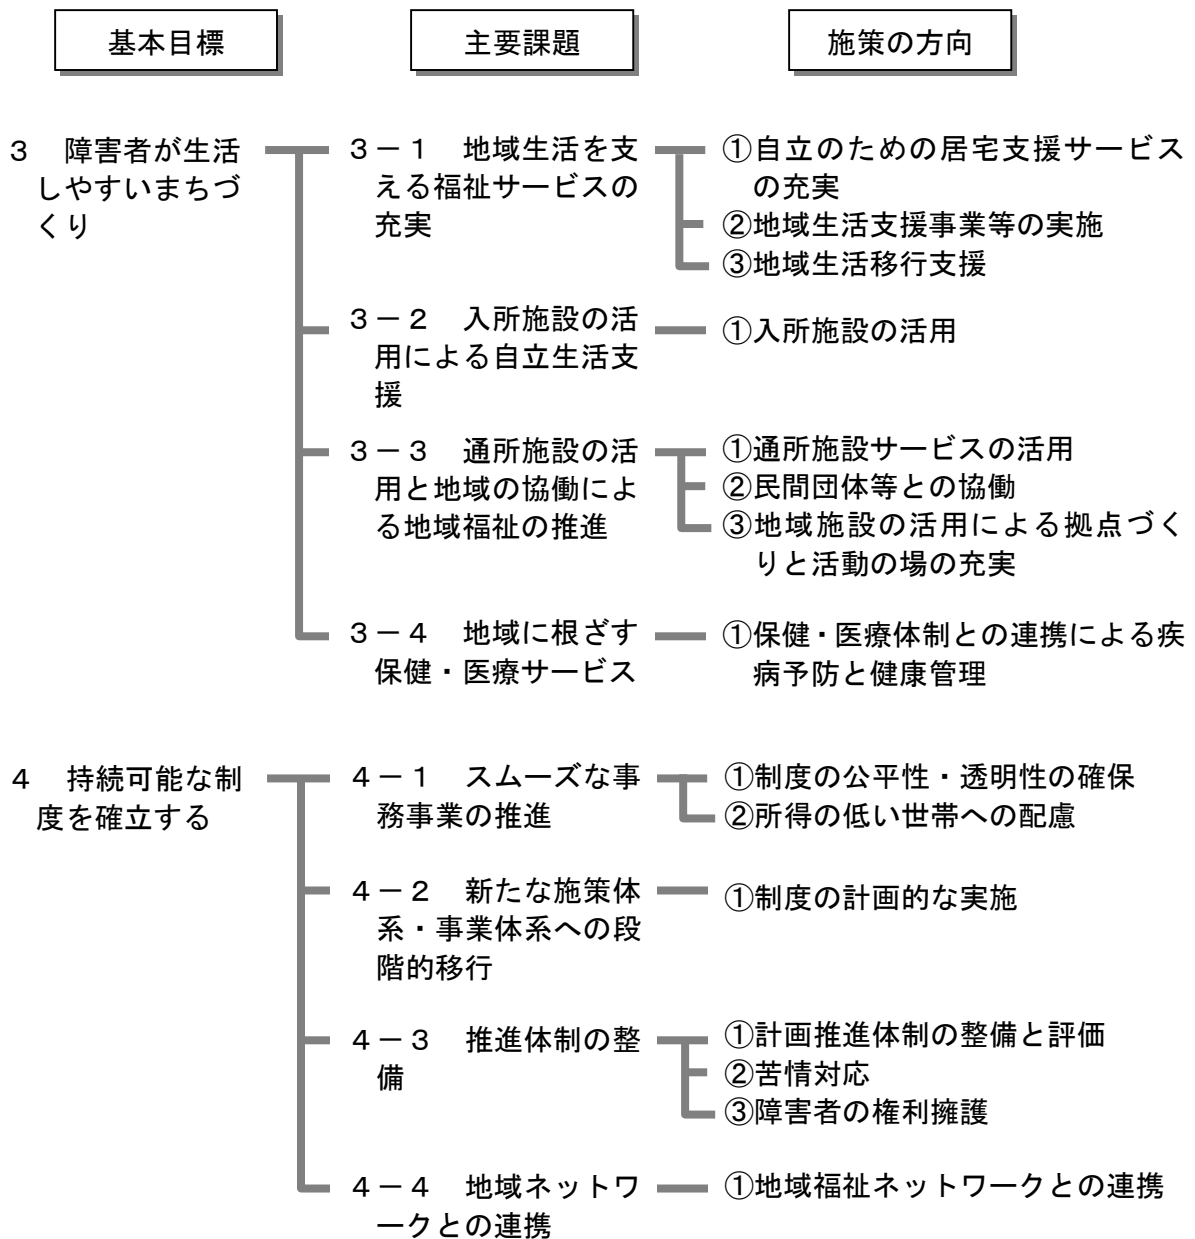 基本目標
主要課題
施策の方向
3　障害者が生活
しやすいまちづ
くり
3－1　地域生活を支
える福祉サービスの
充実
①自立のための居宅支援サービス
の充実
②地域生活支援事業等の実施
③地域生活移行支援
3－2　入所施設の活
用による自立生活支
援
①入所施設の活用
3－3　通所施設の活
用と地域の協働によ
る地域福祉の推進
①通所施設サービスの活用
②民間団体等との協働
③地域施設の活用による拠点づく
りと活動の場の充実
3－4　地域に根ざす
保健・医療サービス
①保健・医療体制との連携による疾
病予防と健康管理
4　持続可能な制
度を確立する
4－1　スムーズな事
務事業の推進
①制度の公平性・透明性の確保
②所得の低い世帯への配慮
4－2　新たな施策体
系・事業体系への段
階的移行
①制度の計画的な実施
4－3　推進体制の整
備
①計画推進体制の整備と評価
②苦情対応
③障害者の権利擁護
4－4　地域ネットワ
ークとの連携
①地域福祉ネットワークとの連携